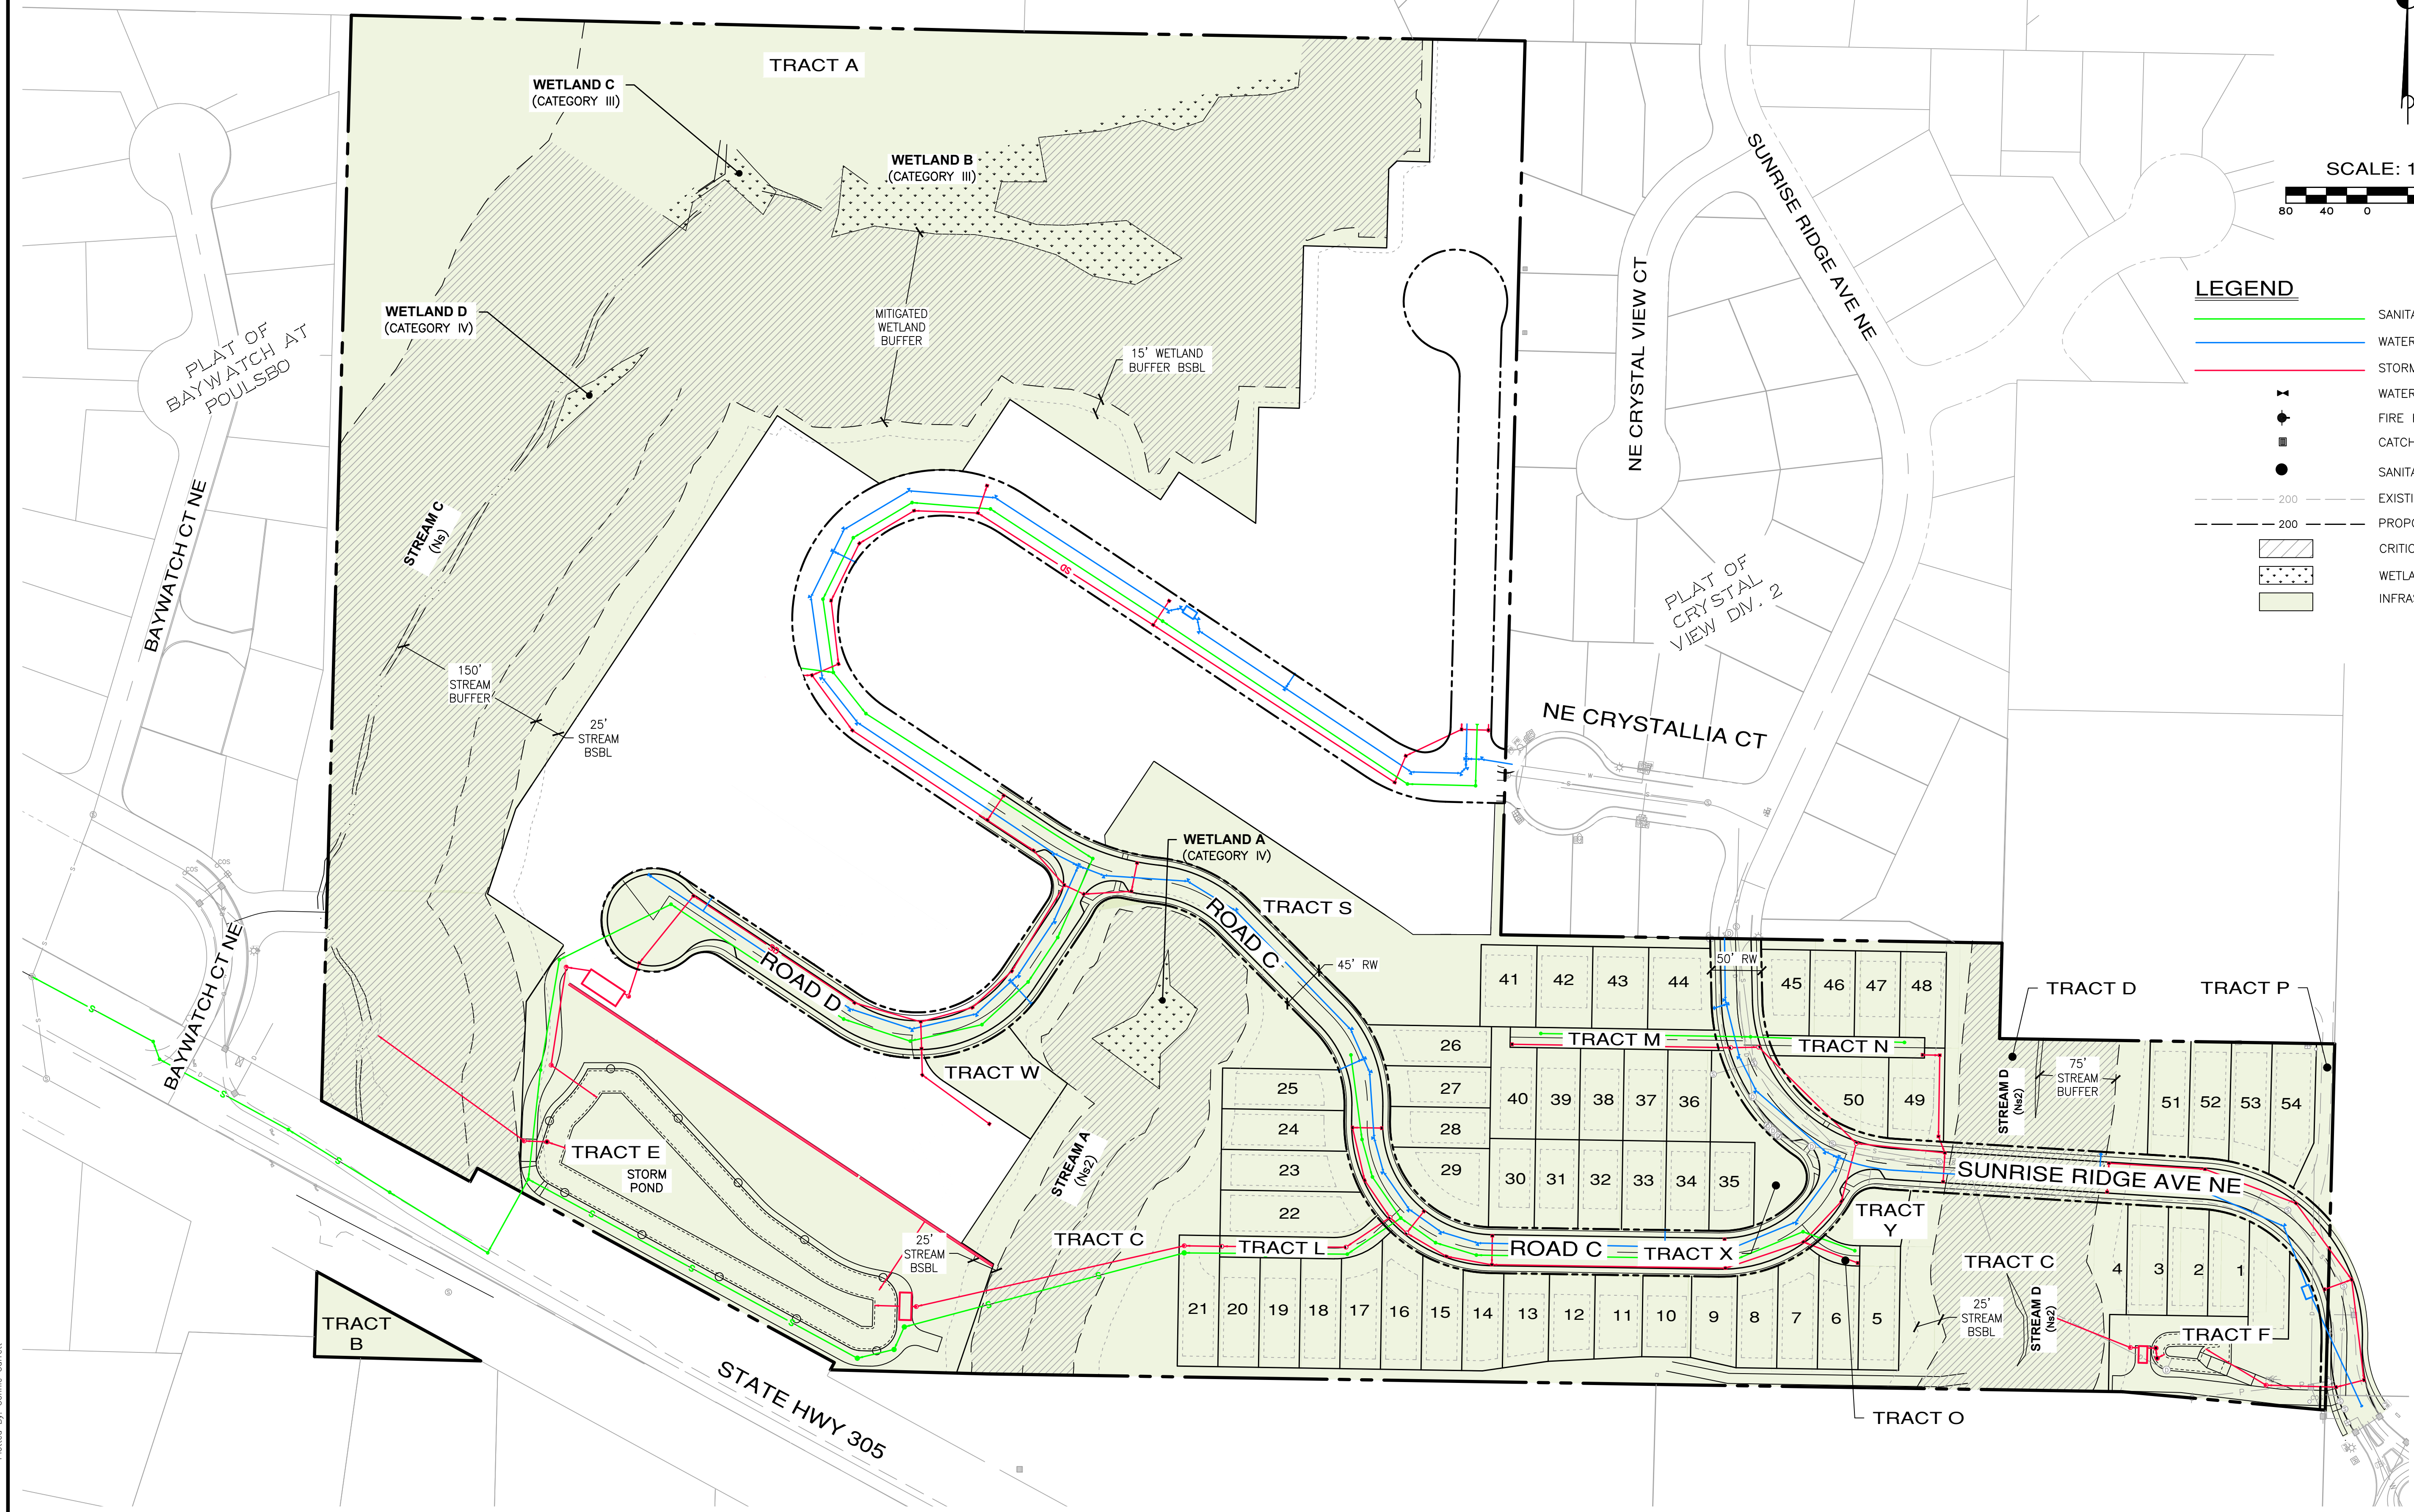 TRACT A
WETLAND C
(CATEGORY III)
WETLAND B
(CATEGORY III)
WETLAND D
(CATEGORY IV)
MITIGATED
WETLAND
BUFFER
15' WETLAND
BUFFER BSBL
PLAT OF
BAYWATCH AT
POULSBO
BAYWATCH CT NE
STREAM C
(Ns)
150'
STREAM
BUFFER
25'
STREAM
BSBL
SUNRISE RIDGE AVE NE
NE CRYSTAL VIEW CT
PLAT OF
CRYSTAL
VIEW DIV. 2
NE CRYSTALLIA CT
SCALE: 1
80 40 0
LEGEND
SANITA
WATER
STORM
WATER
FIRE
CATCH
SANITA
200 EXISTI
200 PROPO
CRITIC
WETLA
INFRAS
SD
WETLAND A
(CATEGORY IV)
TRACT S
ROAD C
45' RW
50' RW
ROAD D
TRACT W
BAYWATCH CT NE
TRACT E
STORM
POND
STREAM A
(Ns2)
25'
STREAM
BSBL
TRACT C
TRACT B
STATE HWY 305
41 42 43 44
45 46 47 48
TRACT D
TRACT P
TRACT M
TRACT N
26
27
28
29
25
24
23
22
40 39 38 37 36
50 49
STREAM D
(Ns2)
75'
STREAM
BUFFER
51 52 53 54
30 31 32 33 34 35
SUNRISE RIDGE AVE NE
TRACT L
ROAD C
TRACT X
TRACT
Y
TRACT C
21 20 19 18 17 16 15 14 13 12 11 10 9 8 7 6 5
4 3 2 1
25'
STREAM
BSBL
STREAM D
(Ns2)
TRACT F
TRACT O